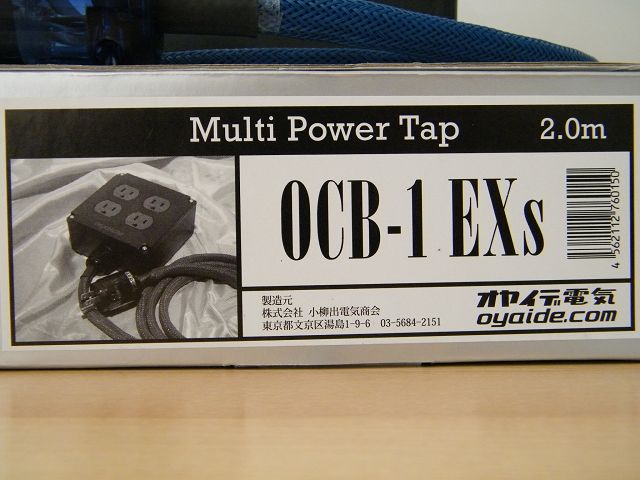 Multi Power Tap 2.0m
OCB-1 EXs
4 562112 760150
製造元
株式会社 小柳出電気商会
東京都文京区湯島1-9-6 03-5684-2151
オヤイデ電気
oyaide.com